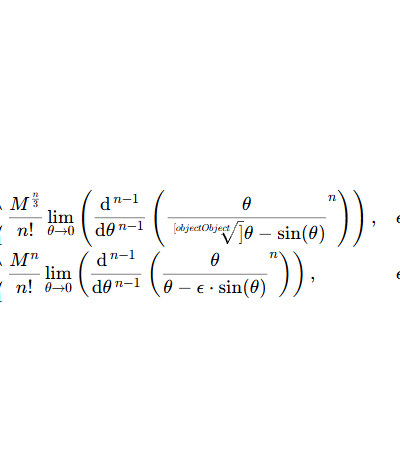 M^{n/3}/n! lim_{θ→0} ( d^{n−1}/dθ^{n−1} ( θ / [objectObject]√]θ − sin(θ) ^n ) ) , ϵ
M^n/n! lim_{θ→0} ( d^{n−1}/dθ^{n−1} ( θ / θ − ϵ · sin(θ) ^n ) ) , ϵ